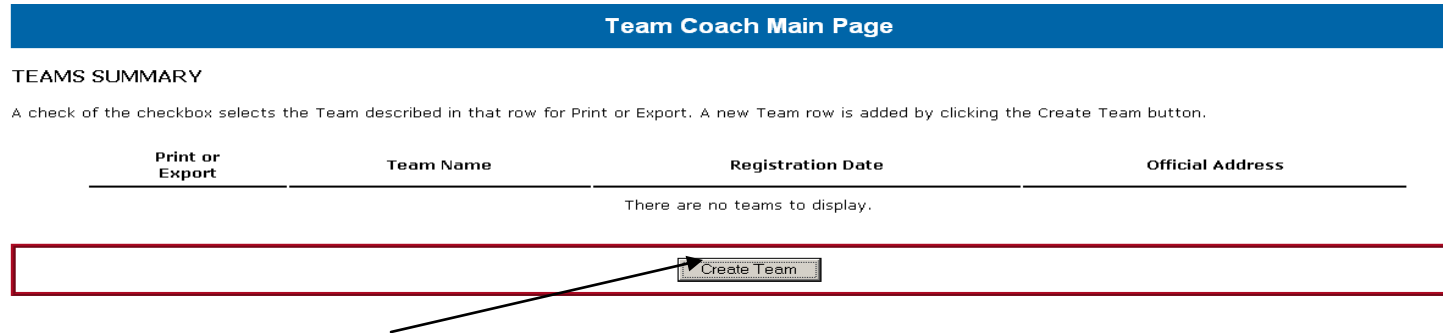 Team Coach Main Page
TEAMS SUMMARY
A check of the checkbox selects the Team described in that row for Print or Export. A new Team row is added by clicking the Create Team button.
Print or Export Team Name Registration Date Official Address
There are no teams to display.
Create Team